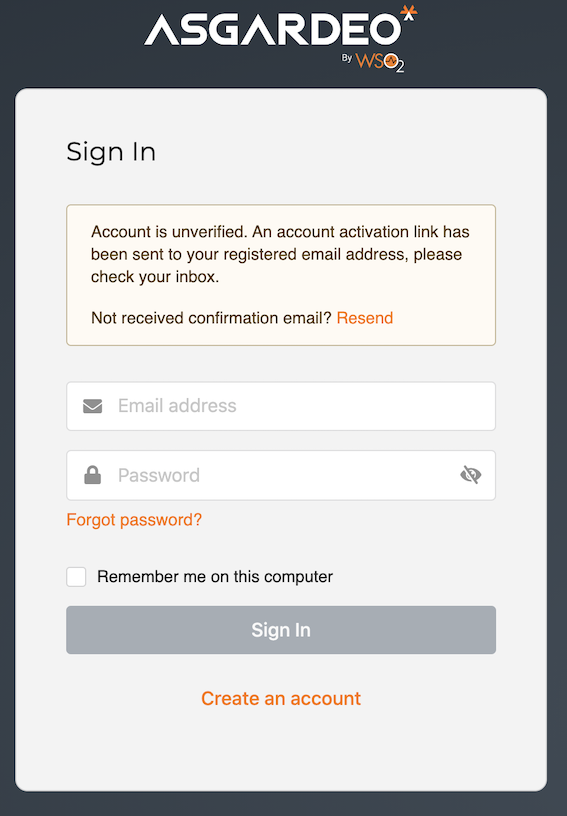 ASGARDEO
By WSO2
Sign In
Account is unverified. An account activation link has
been sent to your registered email address, please
check your inbox.
Not received confirmation email? Resend
Email address
Password
Forgot password?
Remember me on this computer
Sign In
Create an account